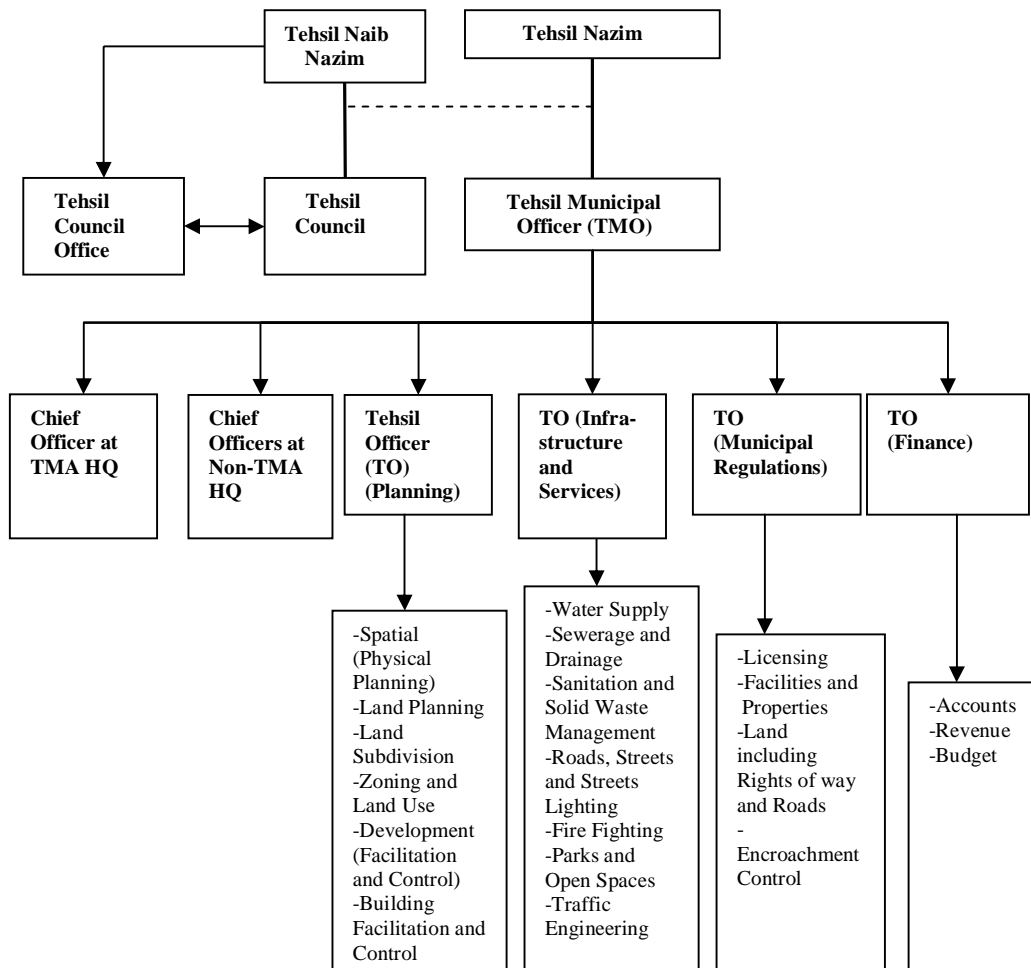 Tehsil Naib
Nazim
Tehsil Nazim
Tehsil
Council
Office
Tehsil
Council
Tehsil Municipal
Officer (TMO)
Chief
Officer at
TMA HQ
Chief
Officers at
Non-TMA
HQ
Tehsil
Officer
(TO)
(Planning)
TO (Infra-
structure
and
Services)
TO
(Municipal
Regulations)
TO
(Finance)
-Spatial
(Physical
Planning)
-Land Planning
-Land
Subdivision
-Zoning and
Land Use
-Development
(Facilitation
and Control)
-Building
Facilitation and
Control
-Water Supply
-Sewerage and
Drainage
-Sanitation and
Solid Waste
Management
-Roads, Streets
and Streets
Lighting
-Fire Fighting
-Parks and
Open Spaces
-Traffic
Engineering
-Licensing
-Facilities and
Properties
-Land
including
Rights of way
and Roads
-
Encroachment
Control
-Accounts
-Revenue
-Budget